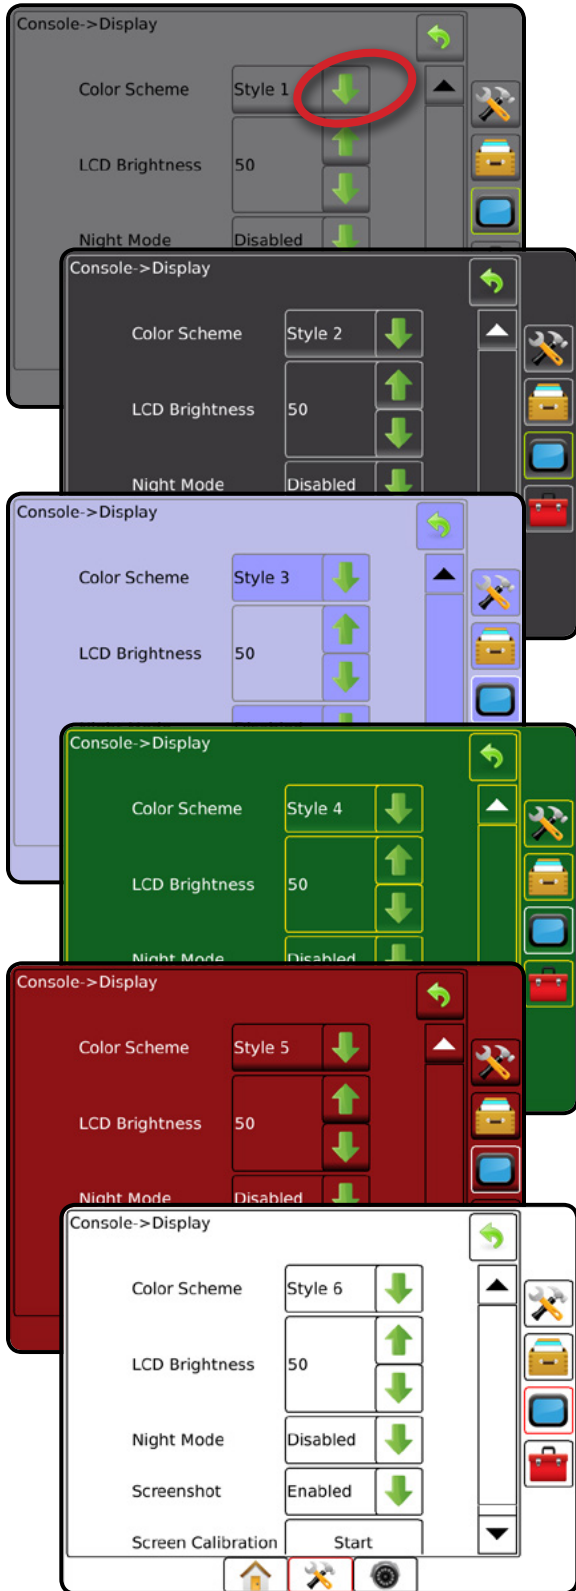 Console->Display
Color Scheme Style 1
LCD Brightness 50
Night Mode Disabled
Console->Display
Color Scheme Style 2
LCD Brightness 50
Night Mode Disabled
Console->Display
Color Scheme Style 3
LCD Brightness 50
Console->Display
Color Scheme Style 4
LCD Brightness 50
Night Mode Disabled
Console->Display
Color Scheme Style 5
LCD Brightness 50
Night Mode Disabled
Console->Display
Color Scheme Style 6
LCD Brightness 50
Night Mode Disabled
Screenshot Enabled
Screen Calibration Start